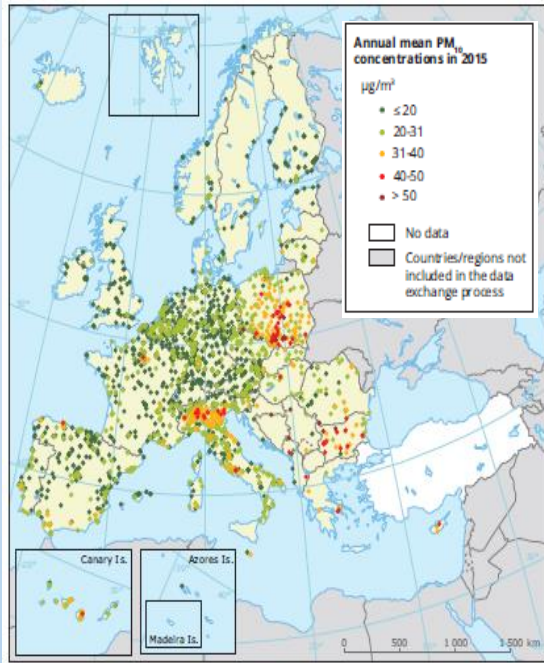 Annual mean PM10
concentrations in 2015
µg/m³
≤ 20
20-31
31-40
40-50
> 50
No data
Countries/regions not
included in the data
exchange process
Canary Is.
Azores Is.
Madeira Is.
0 500 1 000 1 500 km